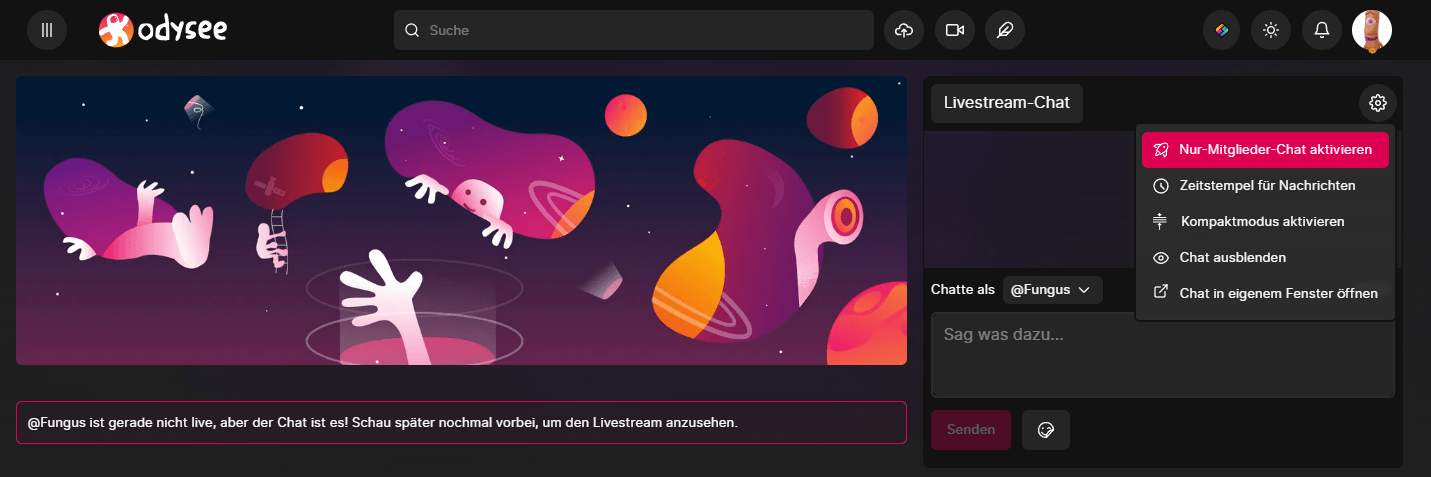 odysee
Suche
Livestream-Chat
Nur-Mitglieder-Chat aktivieren
Zeitstempel für Nachrichten
Kompaktmodus aktivieren
Chat ausblenden
Chat in eigenem Fenster öffnen
Chatte als @Fungus
Sag was dazu...
Senden
@Fungus ist gerade nicht live, aber der Chat ist es! Schau später nochmal vorbei, um den Livestream anzusehen.